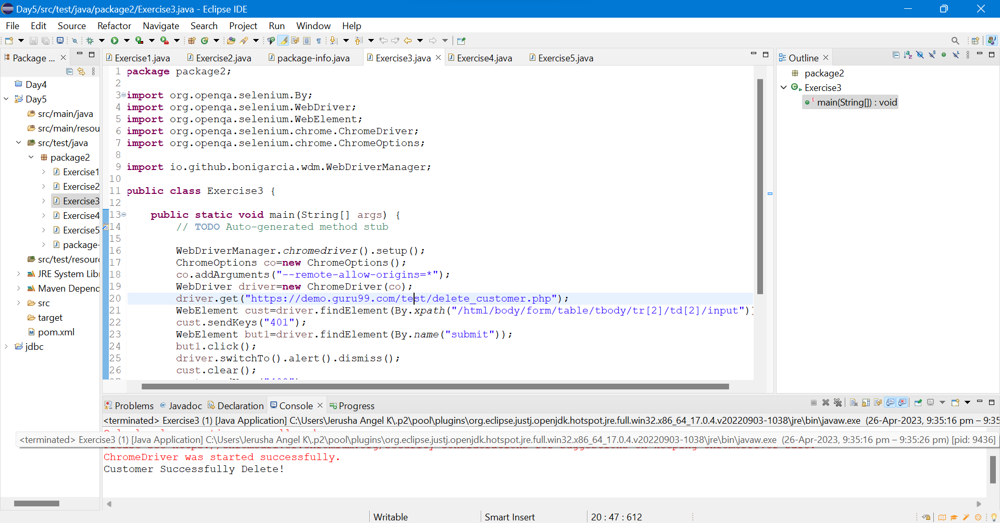 Day5/src/test/java/package2/Exercise3.java - Eclipse IDE
File Edit Source Refactor Navigate Search Project Run Window Help
Package ...
Day4
Day5
src/main/java
src/main/resou
src/test/java
package2
Exercise1
Exercise2
Exercise3
Exercise4
Exercise5
package-
src/test/resour
JRE System Lib
Maven Depend
src
target
pom.xml
jdbc
Exercise1.java Exercise2.java package-info.java Exercise3.java Exercise4.java Exercise5.java
1 package package2;
2
3 import org.openqa.selenium.By;
4 import org.openqa.selenium.WebDriver;
5 import org.openqa.selenium.WebElement;
6 import org.openqa.selenium.chrome.ChromeDriver;
7 import org.openqa.selenium.chrome.ChromeOptions;
8
9 import io.github.bonigarcia.wdm.WebDriverManager;
10
11 public class Exercise3 {
12
13 public static void main(String[] args) {
14 // TODO Auto-generated method stub
15
16 WebDriverManager.chromedriver().setup();
17 ChromeOptions co=new ChromeOptions();
18 co.addArguments("--remote-allow-origins=*");
19 WebDriver driver=new ChromeDriver(co);
20 driver.get("https://demo.guru99.com/test/delete_customer.php");
21 WebElement cust=driver.findElement(By.xpath("/html/body/form/table/tbody/tr[2]/td[2]/input"))
22 cust.sendKeys("401");
23 WebElement but1=driver.findElement(By.name("submit"));
24 but1.click();
25 driver.switchTo().alert().dismiss();
26 cust.clear();
Outline
package2
Exercise3
main(String[]) : void
Problems Javadoc Declaration Console Progress
<terminated> Exercise3 (1) [Java Application] C:\Users\Jerusha Angel K\.p2\pool\plugins\org.eclipse.justj.openjdk.hotspot.jre.full.win32.x86_64_17.0.4.v20220903-1038\jre\bin\javaw.exe (26-Apr-2023, 9:35:16 pm – 9:35
<terminated> Exercise3 (1) [Java Application] C:\Users\Jerusha Angel K\.p2\pool\plugins\org.eclipse.justj.openjdk.hotspot.jre.full.win32.x86_64_17.0.4.v20220903-1038\jre\bin\javaw.exe (26-Apr-2023, 9:35:16 pm – 9:35:26 pm) [pid: 9436]
ChromeDriver was started successfully.
Customer Successfully Delete!
Writable Smart Insert 20 : 47 : 612